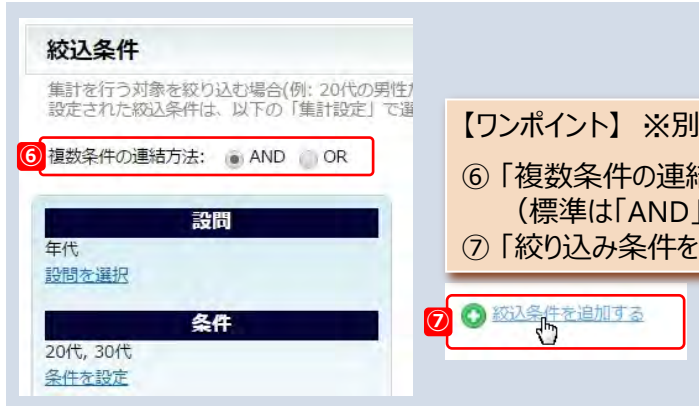 絞込条件
集計を行う対象を絞り込む場合(例: 20代の男性
設定された絞込条件は、以下の「集計設定」で選
⑥ 複数条件の連結方法: AND OR
設問
年代
設問を選択
条件
20代, 30代
条件を設定
【ワンポイント】 ※別
⑥「複数条件の連結
(標準は「AND」
⑦「絞り込み条件を
⑦ 絞込条件を追加する